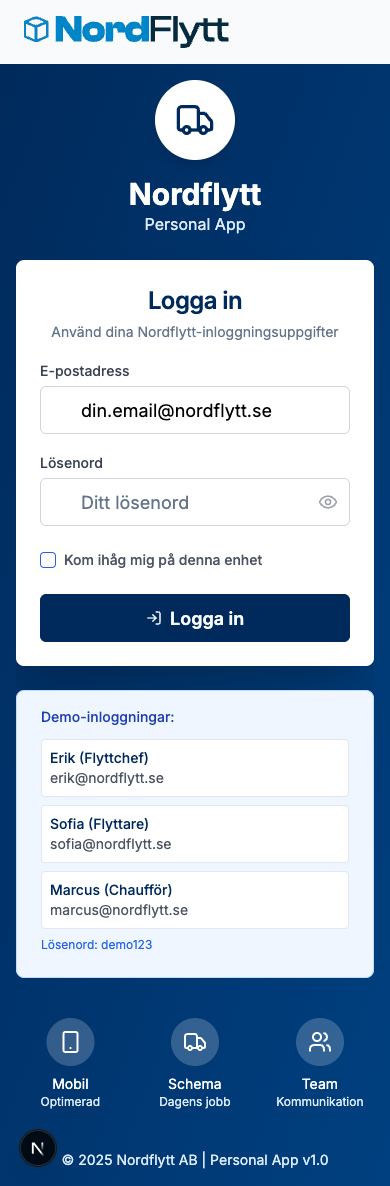 NordFlytt
Nordflytt
Personal App
Logga in
Använd dina Nordflytt-inloggningsuppgifter
E-postadress
din.email@nordflytt.se
Lösenord
Ditt lösenord
Kom ihåg mig på denna enhet
Logga in
Demo-inloggningar:
Erik (Flyttchef)
erik@nordflytt.se
Sofia (Flyttare)
sofia@nordflytt.se
Marcus (Chaufför)
marcus@nordflytt.se
Lösenord: demo123
Mobil
Optimerad
Schema
Dagens jobb
Team
Kommunikation
N
© 2025 Nordflytt AB | Personal App v1.0